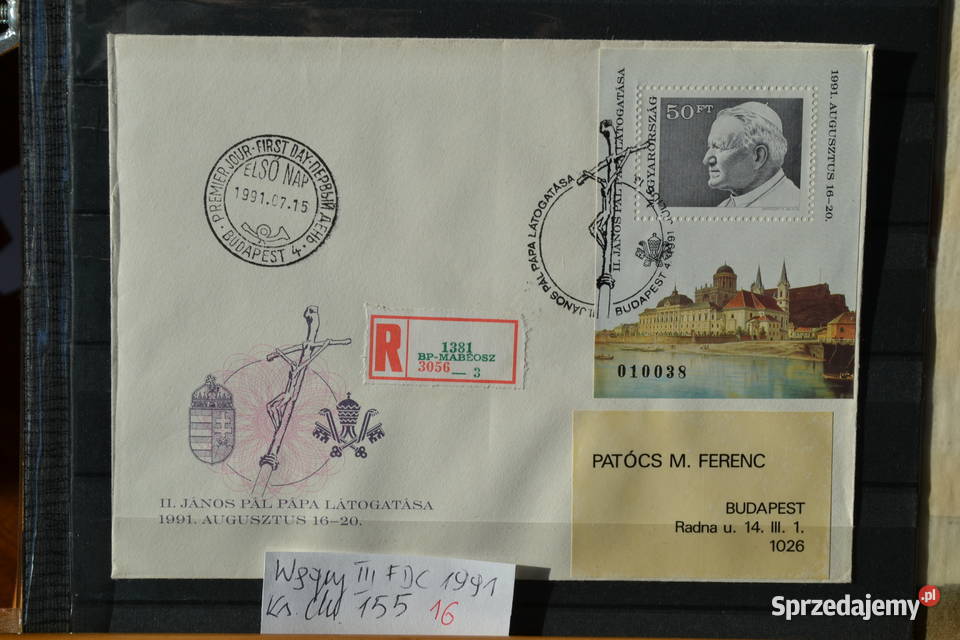 PREMIER JOUR · FIRST DAY · ПЕРВЫЙ ДЕНЬ ·
ELSŐ NAP
1991.07.15
BUDAPEST 4.
II. JÁNOS PÁL PÁPA LÁTOGATÁSA
1991. AUGUSZTUS 16–20.
50 FT
MAGYARORSZÁG
II. JÁNOS PÁL PÁPA LÁTOGATÁSA
BUDAPEST 4
1991
010038
R
1381
BP-MABÉOSZ
3056 — 3
II. JÁNOS PÁL PÁPA LÁTOGATÁSA
1991. AUGUSZTUS 16–20.
PATÓCS M. FERENC
BUDAPEST
Radna u. 14. III. 1.
1026
III FDC 1991
155 16
Sprzedajemy.pl